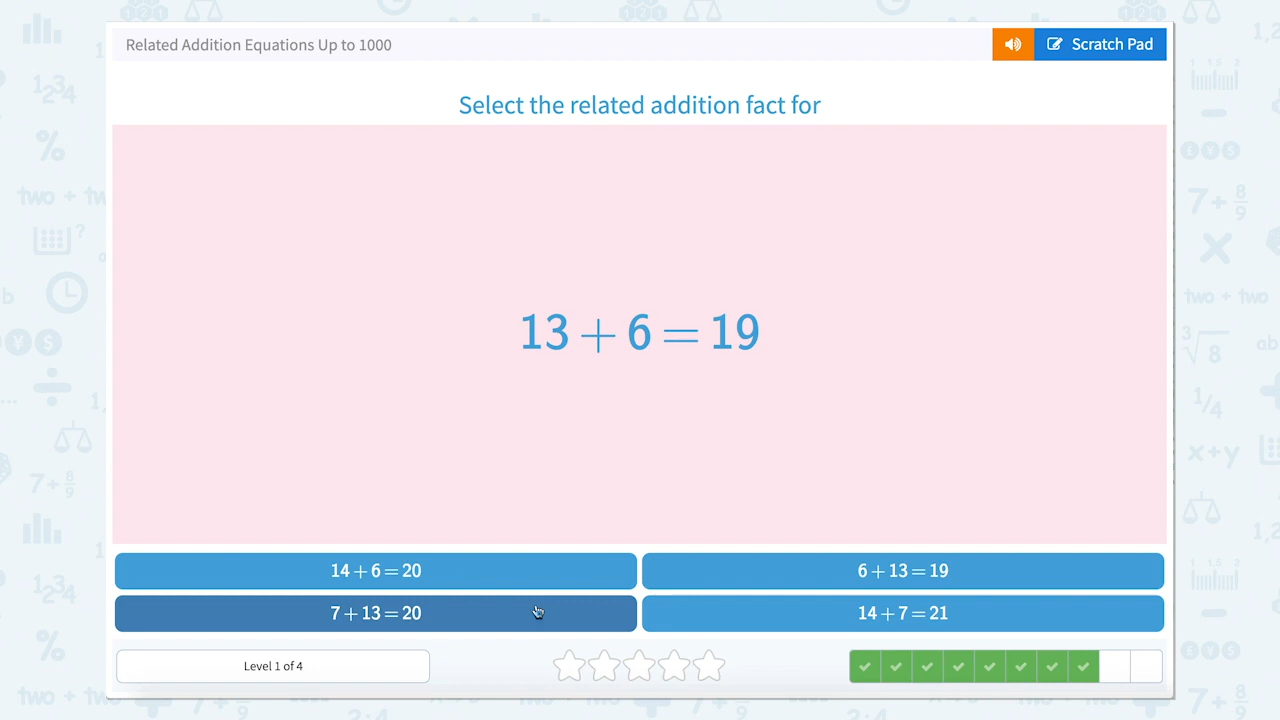 Related Addition Equations Up to 1000
Scratch Pad
Select the related addition fact for
13 + 6 = 19
14 + 6 = 20
6 + 13 = 19
7 + 13 = 20
14 + 7 = 21
Level 1 of 4